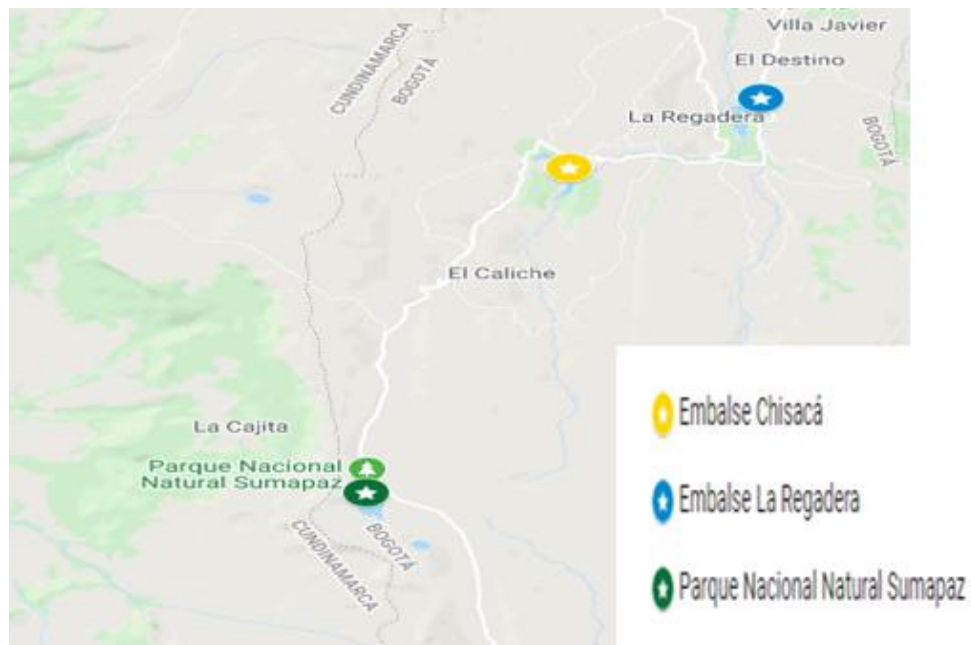 Villa Javier
El Destino
La Regadera
CUNDINAMARCA
BOGOTÁ
BOGOTÁ
El Caliche
La Cajita
Parque Nacional
Natural Sumapaz
BOGOTÁ
CUNDINAMARCA
Embalse Chisacá
Embalse La Regadera
Parque Nacional Natural Sumapaz